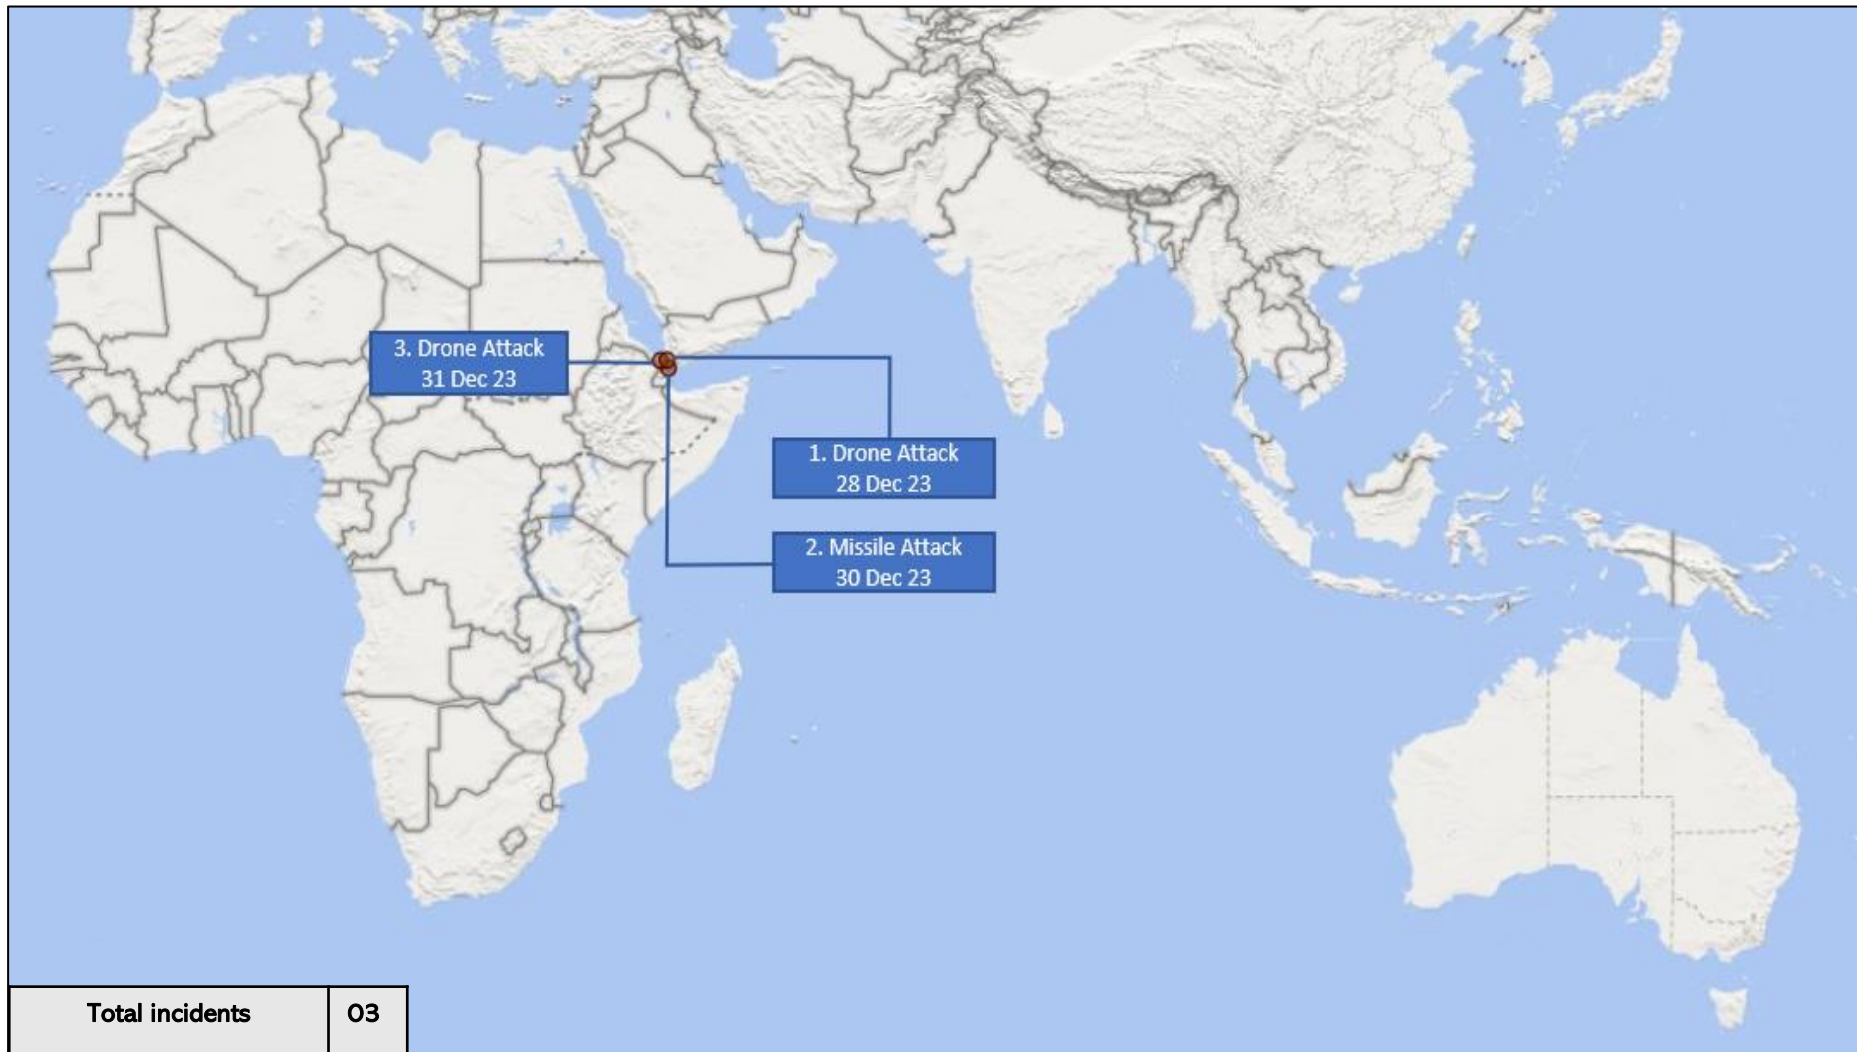 3. Drone Attack
31 Dec 23
1. Drone Attack
28 Dec 23
2. Missile Attack
30 Dec 23
Total incidents 03